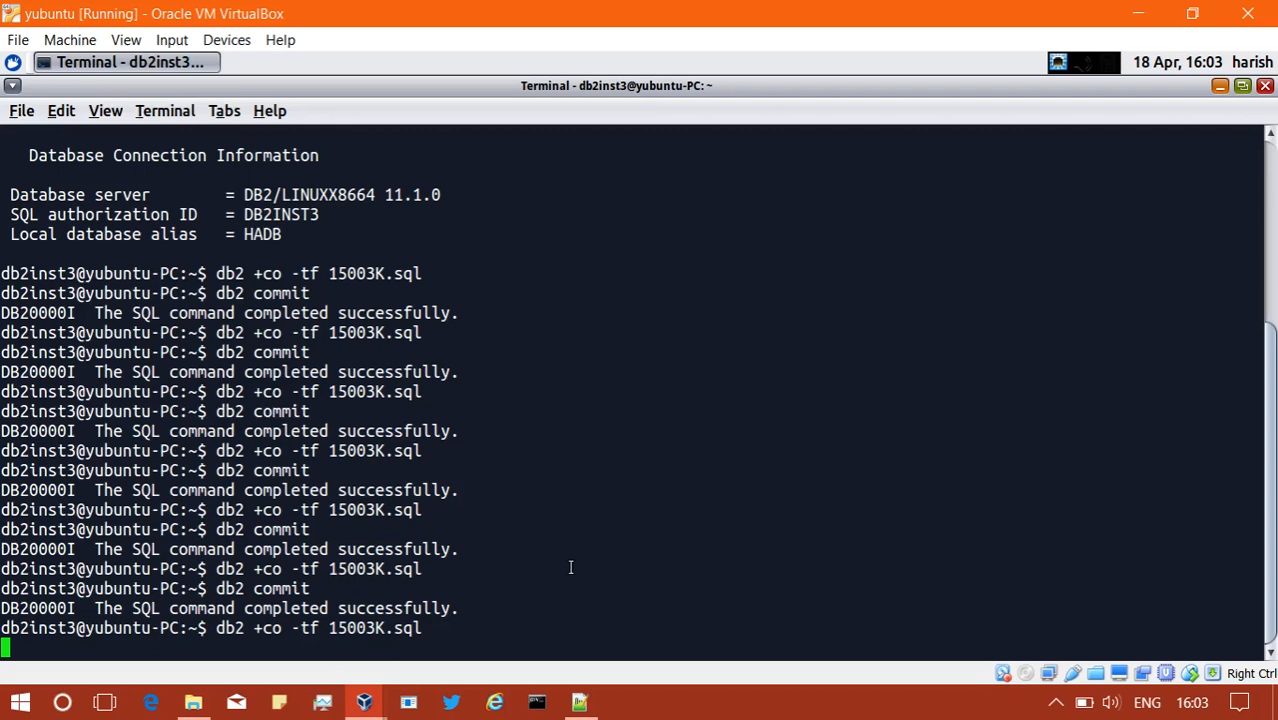 yubuntu [Running] - Oracle VM VirtualBox
File Machine View Input Devices Help
Terminal - db2inst3... 18 Apr, 16:03 harish
Terminal - db2inst3@yubuntu-PC: ~
File Edit View Terminal Tabs Help
Database Connection Information
Database server = DB2/LINUXX8664 11.1.0
SQL authorization ID = DB2INST3
Local database alias = HADB
db2inst3@yubuntu-PC:~$ db2 +co -tf 15003K.sql
db2inst3@yubuntu-PC:~$ db2 commit
DB20000I The SQL command completed successfully.
db2inst3@yubuntu-PC:~$ db2 +co -tf 15003K.sql
db2inst3@yubuntu-PC:~$ db2 commit
DB20000I The SQL command completed successfully.
db2inst3@yubuntu-PC:~$ db2 +co -tf 15003K.sql
db2inst3@yubuntu-PC:~$ db2 commit
DB20000I The SQL command completed successfully.
db2inst3@yubuntu-PC:~$ db2 +co -tf 15003K.sql
db2inst3@yubuntu-PC:~$ db2 commit
DB20000I The SQL command completed successfully.
db2inst3@yubuntu-PC:~$ db2 +co -tf 15003K.sql
db2inst3@yubuntu-PC:~$ db2 commit
DB20000I The SQL command completed successfully.
db2inst3@yubuntu-PC:~$ db2 +co -tf 15003K.sql
db2inst3@yubuntu-PC:~$ db2 commit
DB20000I The SQL command completed successfully.
db2inst3@yubuntu-PC:~$ db2 +co -tf 15003K.sql
Right Ctrl
ENG 16:03